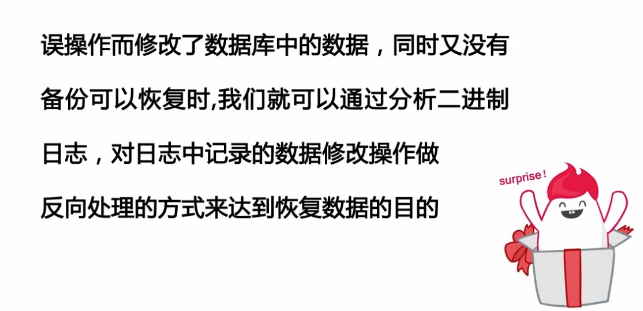 误操作而修改了数据库中的数据，同时又没有
备份可以恢复时,我们就可以通过分析二进制
日志，对日志中记录的数据修改操作做
反向处理的方式来达到恢复数据的目的
surprise!